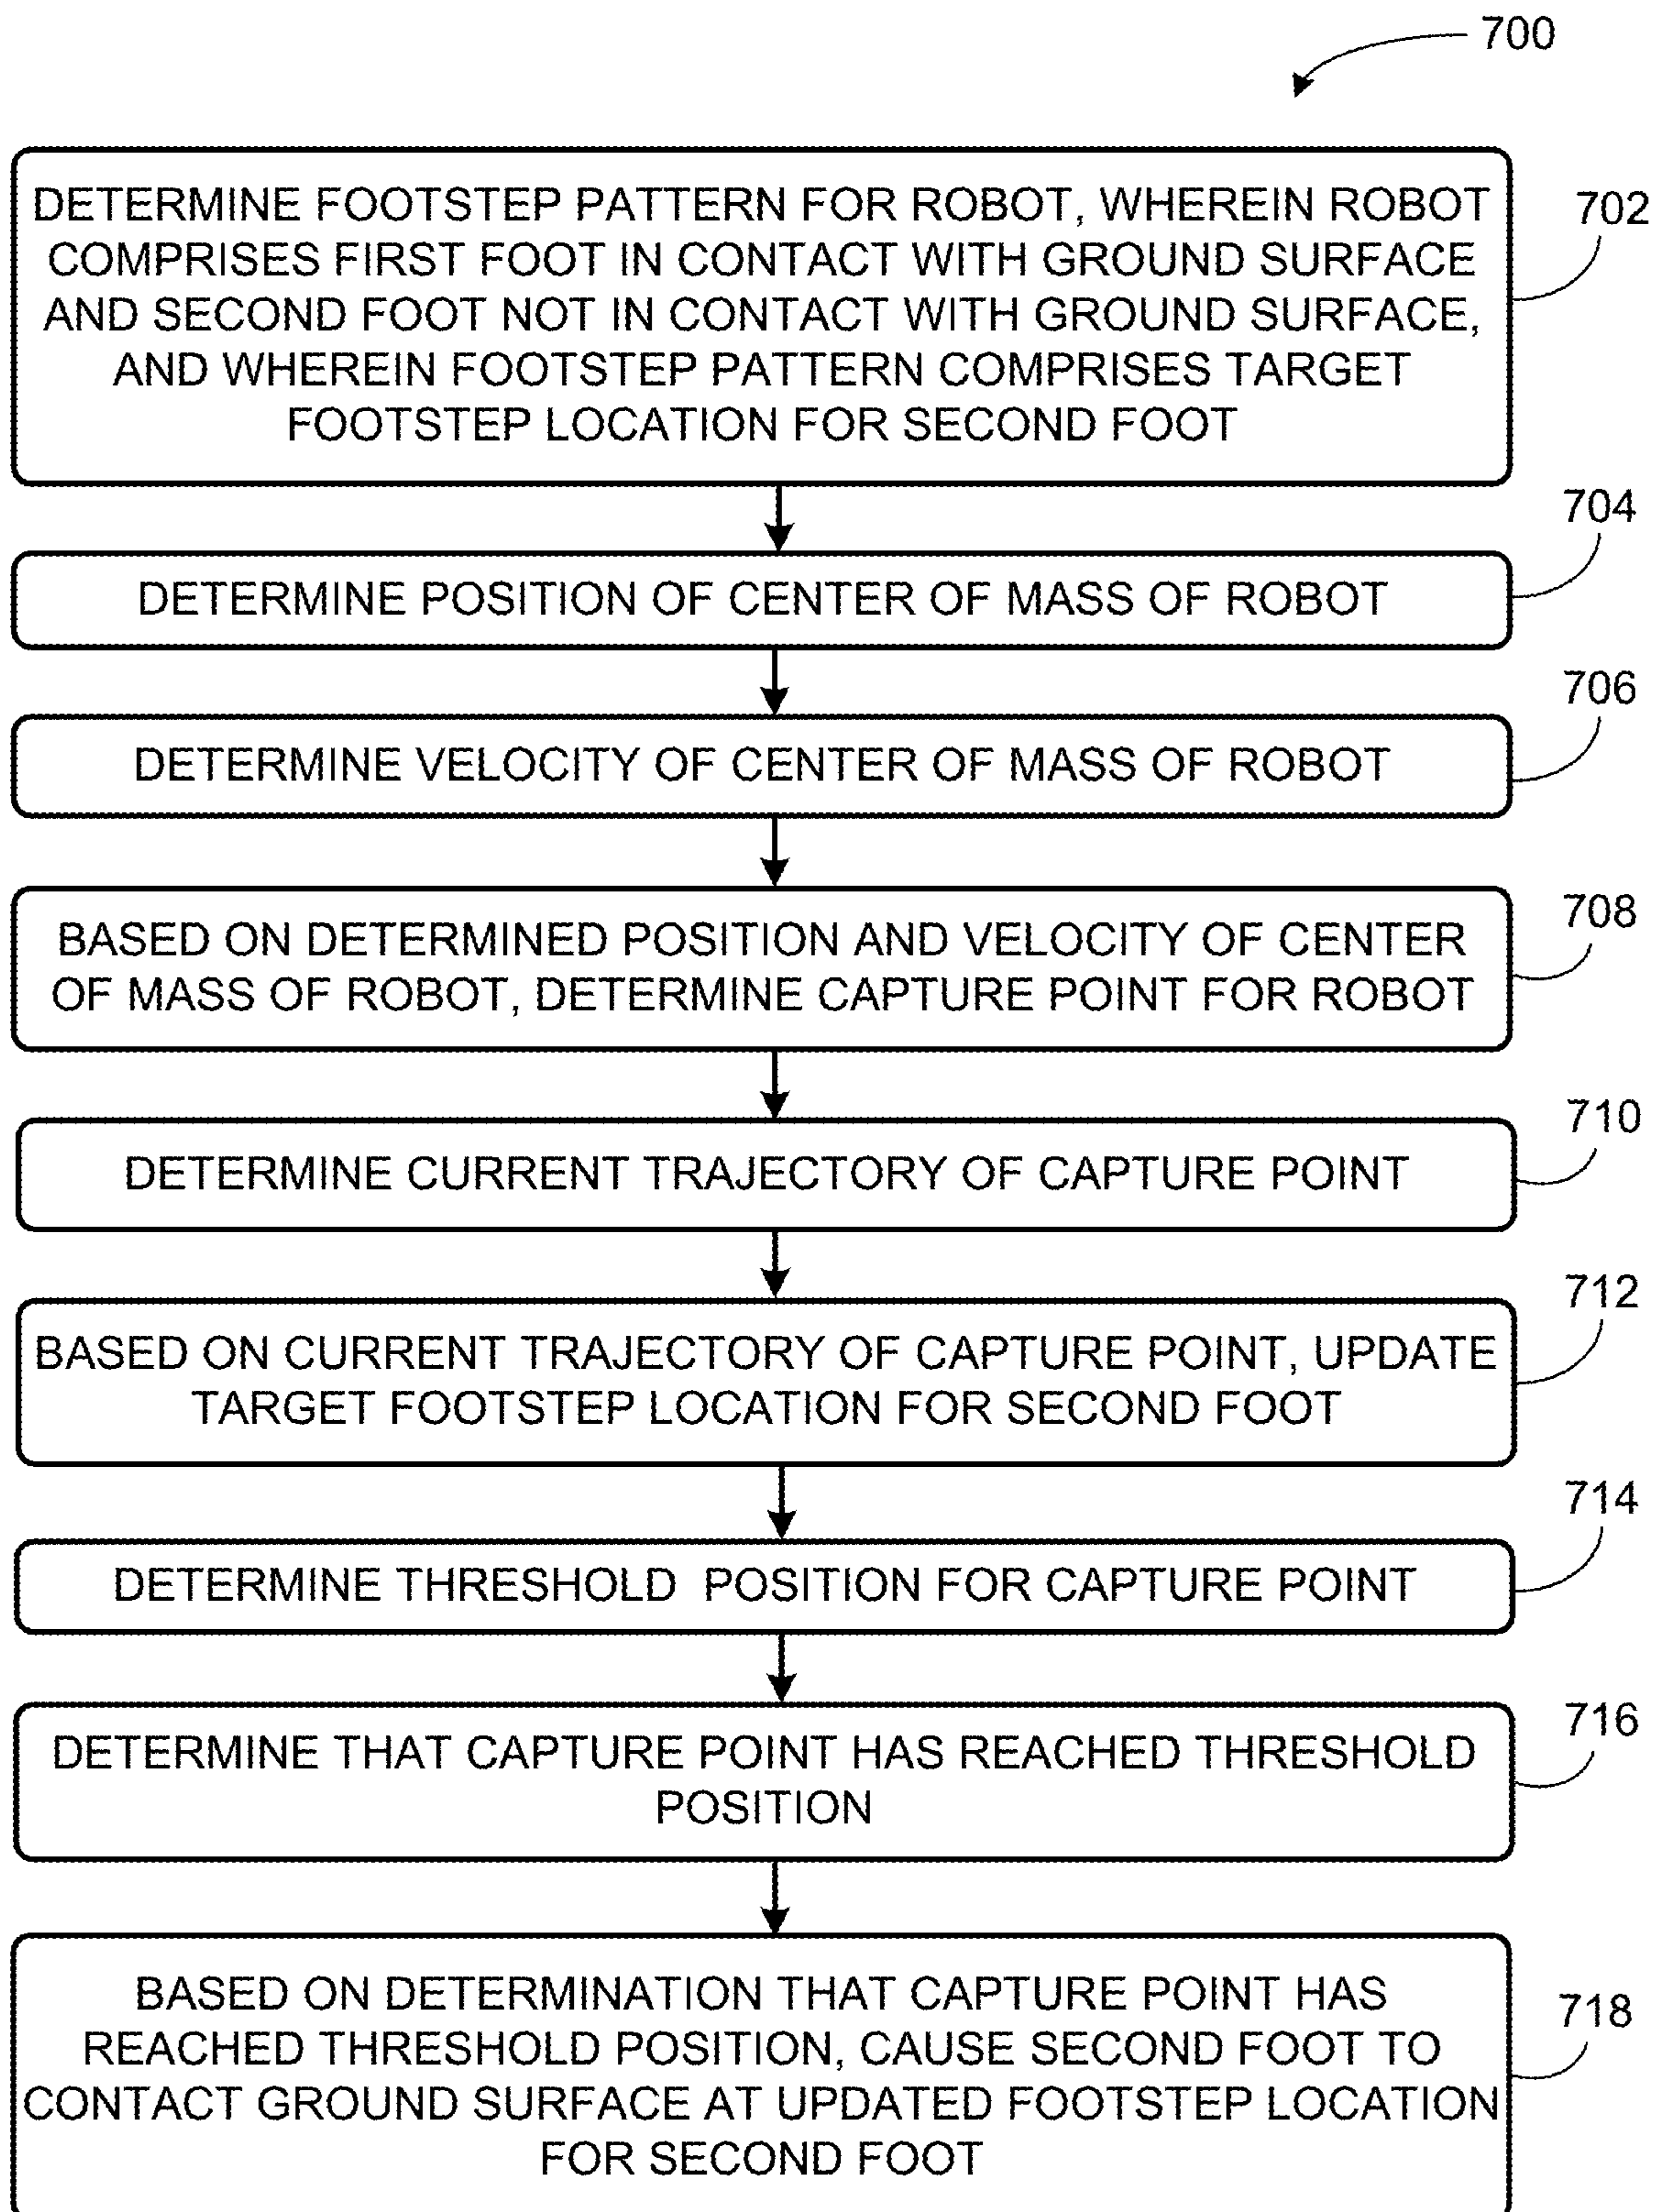 700
DETERMINE FOOTSTEP PATTERN FOR ROBOT, WHEREIN ROBOT
COMPRISES FIRST FOOT IN CONTACT WITH GROUND SURFACE
AND SECOND FOOT NOT IN CONTACT WITH GROUND SURFACE,
AND WHEREIN FOOTSTEP PATTERN COMPRISES TARGET
FOOTSTEP LOCATION FOR SECOND FOOT
702
704
DETERMINE POSITION OF CENTER OF MASS OF ROBOT
706
DETERMINE VELOCITY OF CENTER OF MASS OF ROBOT
708
BASED ON DETERMINED POSITION AND VELOCITY OF CENTER
OF MASS OF ROBOT, DETERMINE CAPTURE POINT FOR ROBOT
710
DETERMINE CURRENT TRAJECTORY OF CAPTURE POINT
712
BASED ON CURRENT TRAJECTORY OF CAPTURE POINT, UPDATE
TARGET FOOTSTEP LOCATION FOR SECOND FOOT
714
DETERMINE THRESHOLD POSITION FOR CAPTURE POINT
716
DETERMINE THAT CAPTURE POINT HAS REACHED THRESHOLD
POSITION
718
BASED ON DETERMINATION THAT CAPTURE POINT HAS
REACHED THRESHOLD POSITION, CAUSE SECOND FOOT TO
CONTACT GROUND SURFACE AT UPDATED FOOTSTEP LOCATION
FOR SECOND FOOT